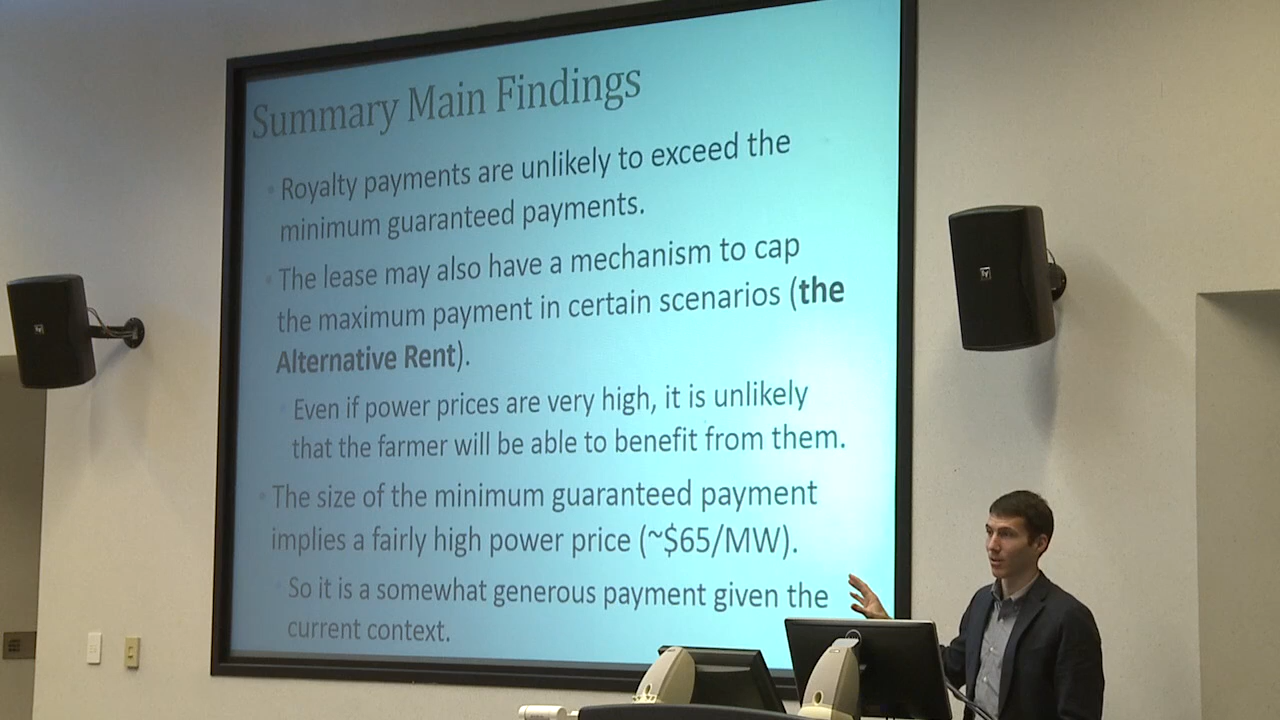 Summary Main Findings
Royalty payments are unlikely to exceed the
minimum guaranteed payments.
The lease may also have a mechanism to cap
the maximum payment in certain scenarios (the
Alternative Rent).
Even if power prices are very high, it is unlikely
that the farmer will be able to benefit from them.
The size of the minimum guaranteed payment
implies a fairly high power price (~$65/MW).
So it is a somewhat generous payment given the
current context.